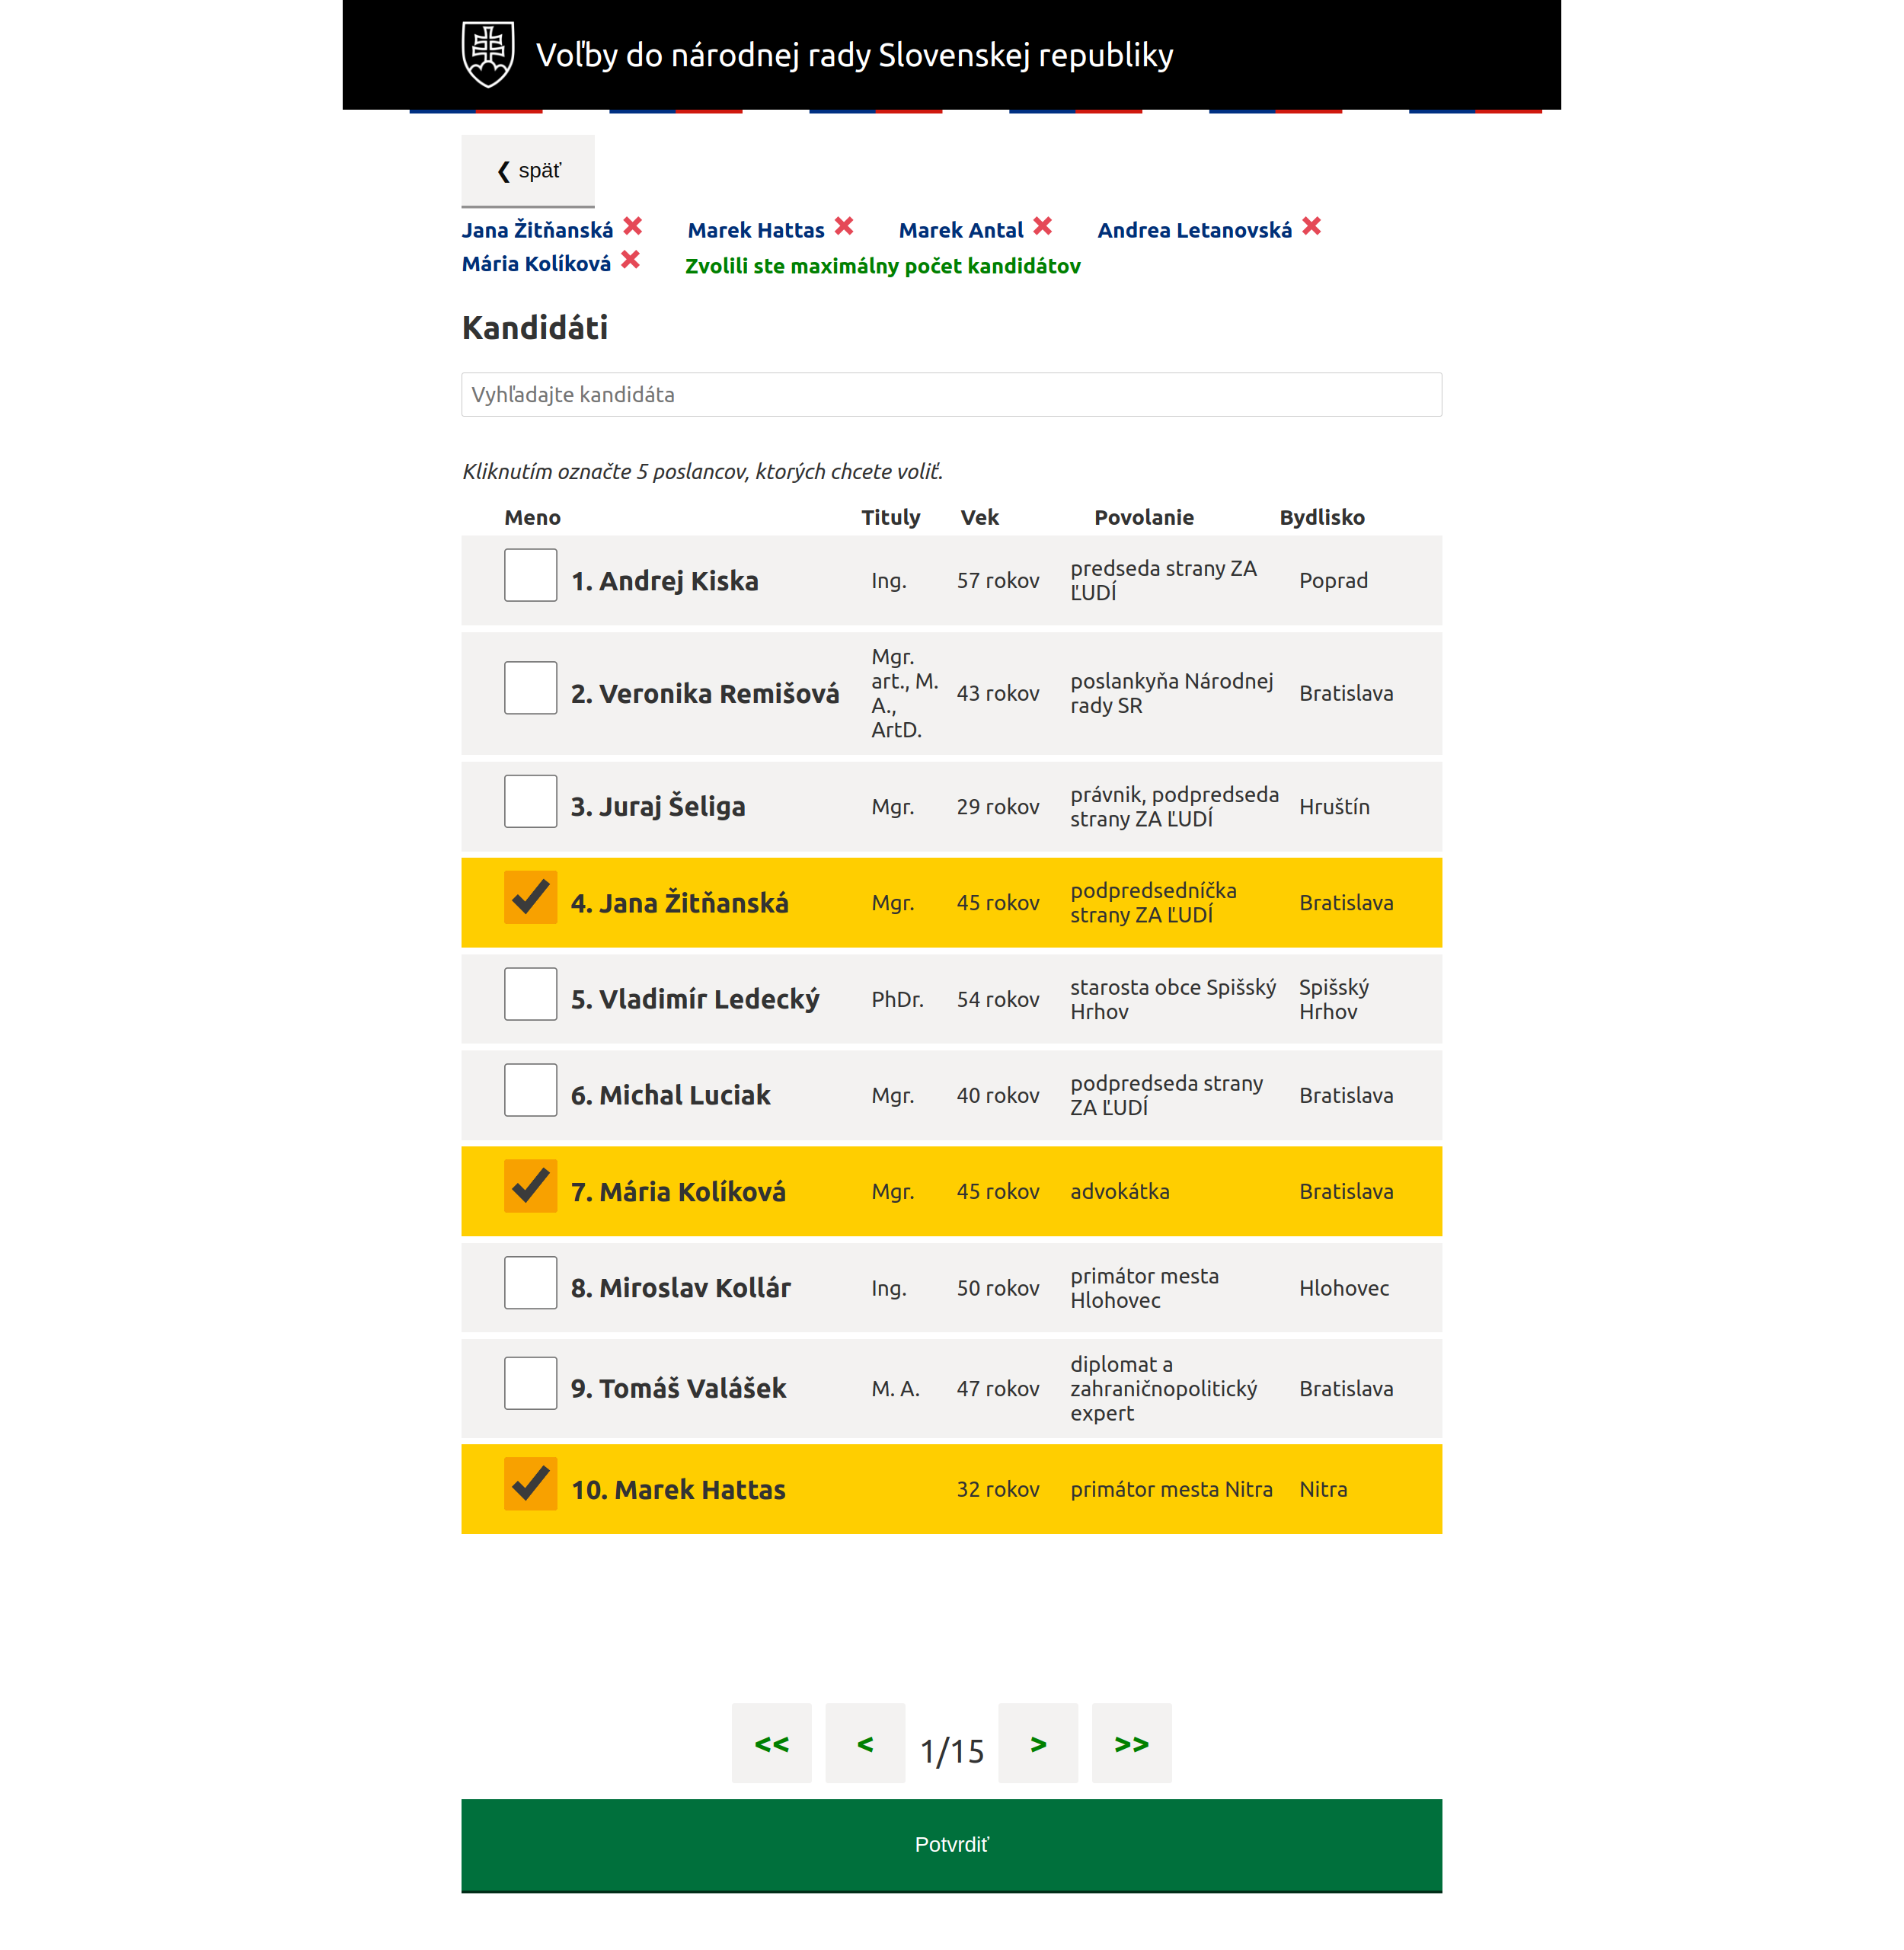 Voľby do národnej rady Slovenskej republiky
❮ späť
Jana Žitňanská ✖ Marek Hattas ✖ Marek Antal ✖ Andrea Letanovská ✖
Mária Kolíková ✖ Zvolili ste maximálny počet kandidátov
Kandidáti
Vyhľadajte kandidáta
Kliknutím označte 5 poslancov, ktorých chcete voliť.
Meno Tituly Vek Povolanie Bydlisko
1. Andrej Kiska Ing. 57 rokov predseda strany ZA
ĽUDÍ Poprad
2. Veronika Remišová Mgr.
art., M.
A.,
ArtD. 43 rokov poslankyňa Národnej
rady SR Bratislava
3. Juraj Šeliga Mgr. 29 rokov právnik, podpredseda
strany ZA ĽUDÍ Hruštín
4. Jana Žitňanská Mgr. 45 rokov podpredsedníčka
strany ZA ĽUDÍ Bratislava
5. Vladimír Ledecký PhDr. 54 rokov starosta obce Spišský
Hrhov Spišský
Hrhov
6. Michal Luciak Mgr. 40 rokov podpredseda strany
ZA ĽUDÍ Bratislava
7. Mária Kolíková Mgr. 45 rokov advokátka Bratislava
8. Miroslav Kollár Ing. 50 rokov primátor mesta
Hlohovec Hlohovec
9. Tomáš Valášek M. A. 47 rokov diplomat a
zahraničnopolitický
expert Bratislava
10. Marek Hattas 32 rokov primátor mesta Nitra Nitra
<< < 1/15 > >>
Potvrdiť